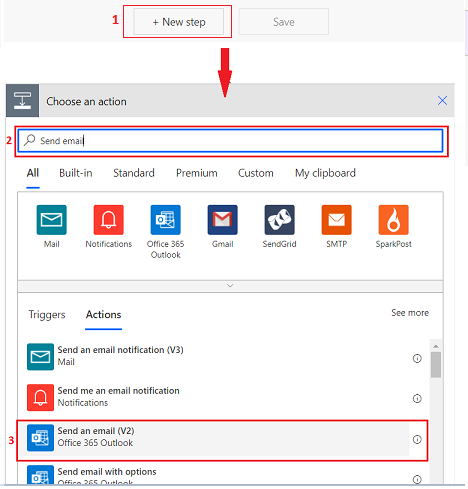 1
+ New step
Save
Choose an action
2
Send email
All Built-in Standard Premium Custom My clipboard
Mail Notifications Office 365 Outlook Gmail SendGrid SMTP SparkPost
Triggers Actions See more
Send an email notification (V3)
Mail
Send me an email notification
Notifications
3
Send an email (V2)
Office 365 Outlook
Send email with options
Office 365 Outlook